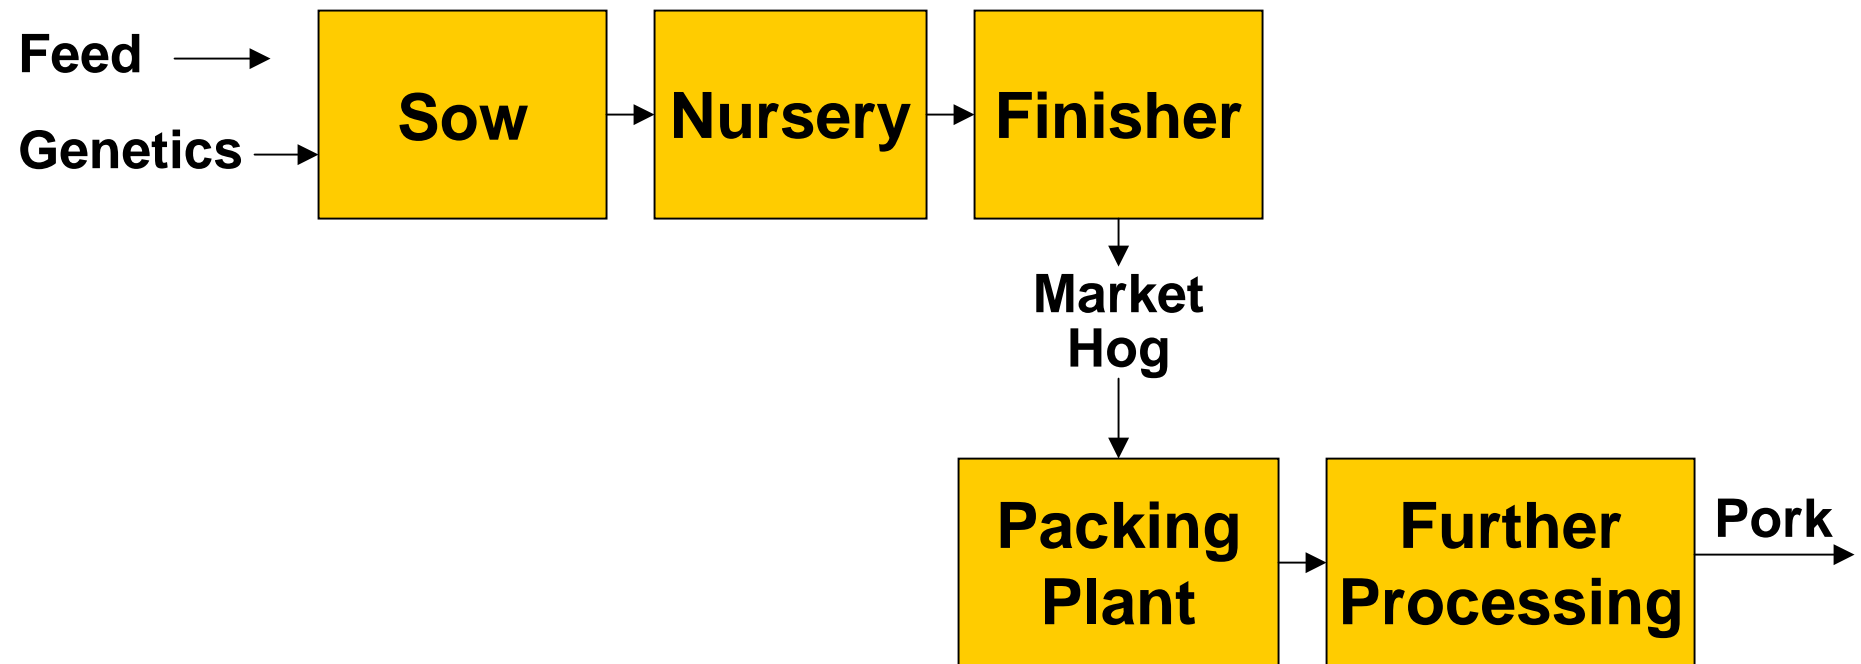 Feed
Genetics
Sow
Nursery
Finisher
Market
Hog
Packing
Plant
Further
Processing
Pork